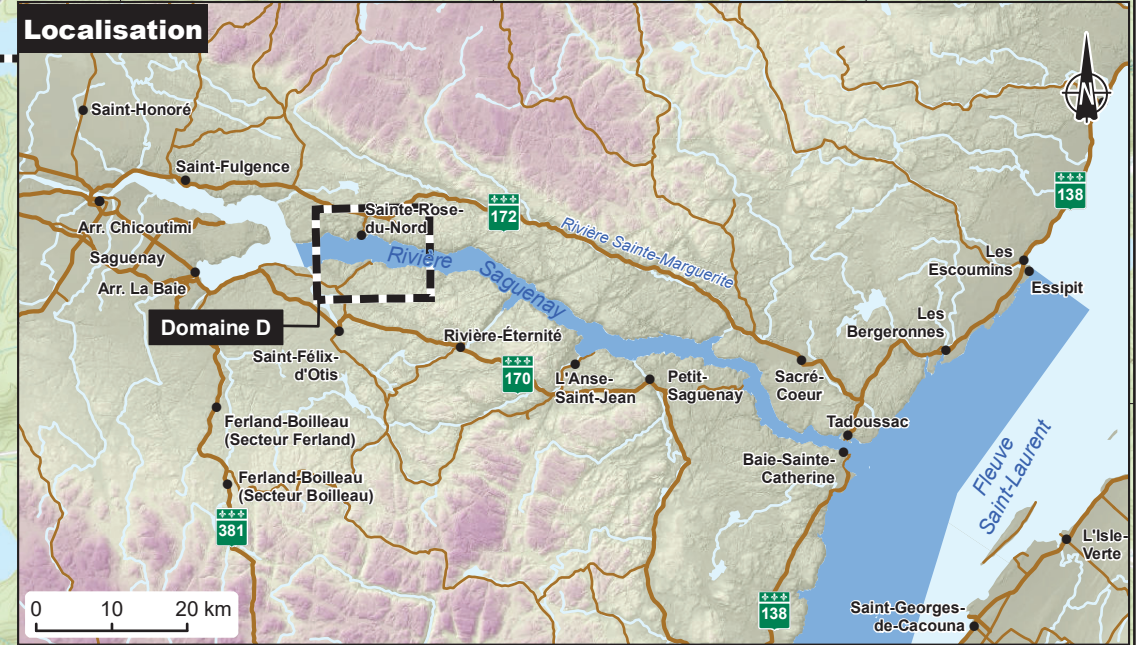 Localisation
N
Saint-Honoré
Saint-Fulgence
138
Sainte-Rose-
du-Nord
172
Arr. Chicoutimi
Rivière Sainte-Marguerite
Saguenay
Rivière Saguenay
Les
Escoumins
Arr. La Baie
Essipit
Domaine D
Les
Bergeronnes
Rivière-Éternité
Saint-Félix-
d'Otis
170
L'Anse-
Saint-Jean
Petit-
Saguenay
Sacré-
Coeur
Tadoussac
Ferland-Boilleau
(Secteur Ferland)
Baie-Sainte-
Catherine
Fleuve
Saint-Laurent
Ferland-Boilleau
(Secteur Boilleau)
381
L'Isle-
Verte
0 10 20 km
138
Saint-Georges-
de-Cacouna